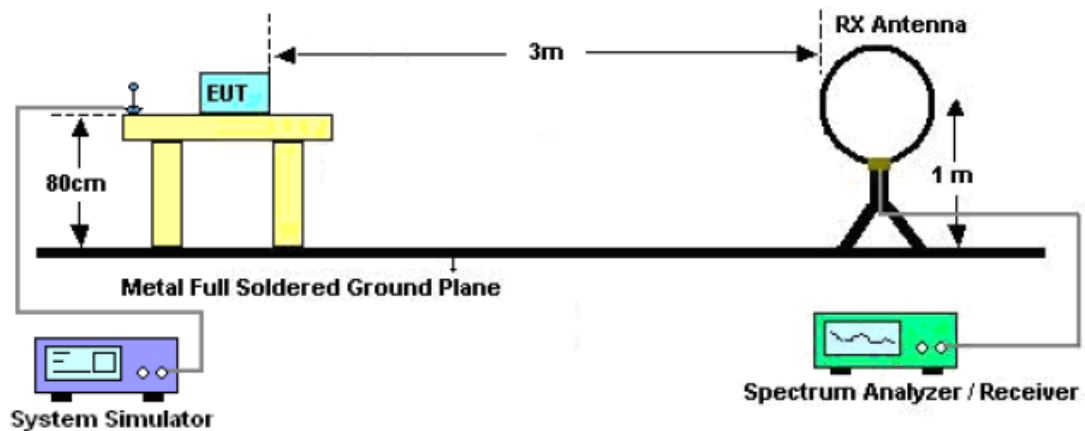 RX Antenna
3m
EUT
80cm
1 m
Metal Full Soldered Ground Plane
Spectrum Analyzer / Receiver
System Simulator